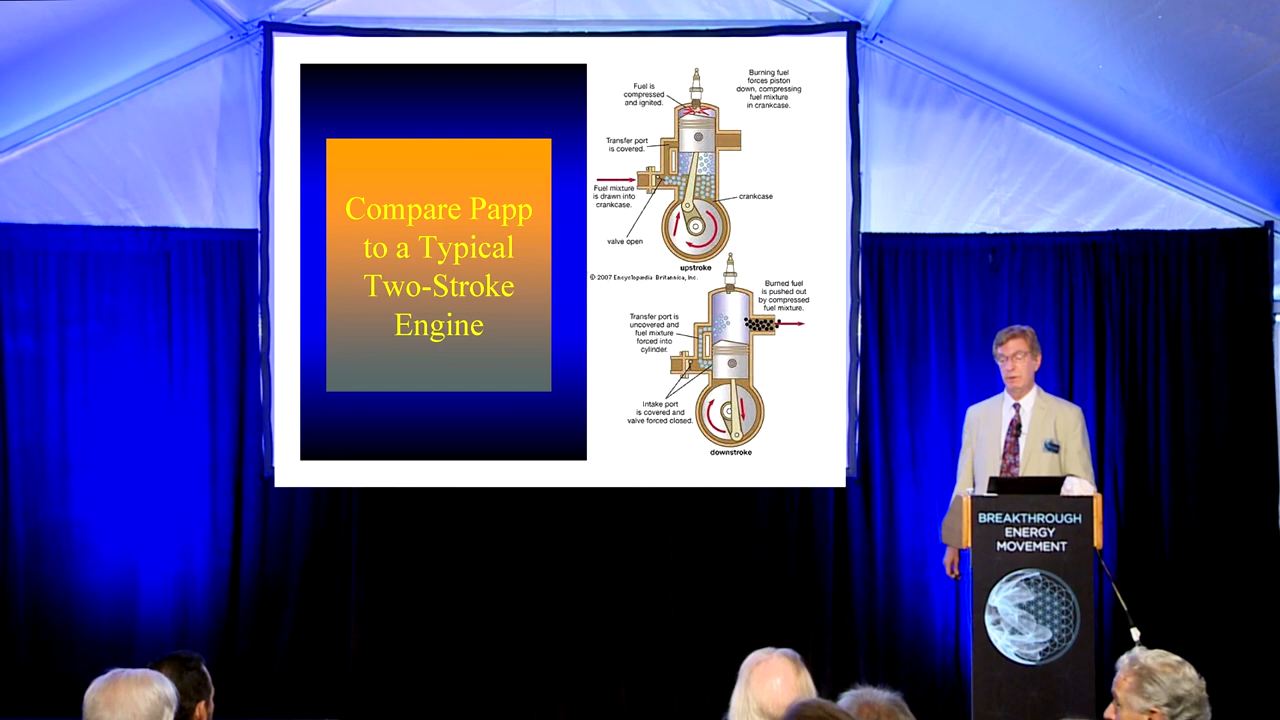 Compare Papp
to a Typical
Two-Stroke
Engine
Fuel is
compressed
and ignited.
Burning fuel
forces piston
down, compressing
fuel mixture
in crankcase.
Transfer port
is covered.
Fuel mixture
is drawn into
crankcase.
crankcase
valve open
upstroke
© 2007 Encyclopædia Britannica, Inc.
Burned fuel
is pushed out
by compressed
fuel mixture.
Transfer port is
uncovered and
fuel mixture
forced into
cylinder.
Intake port
is covered and
valve forced closed.
downstroke
BREAKTHROUGH
ENERGY
MOVEMENT